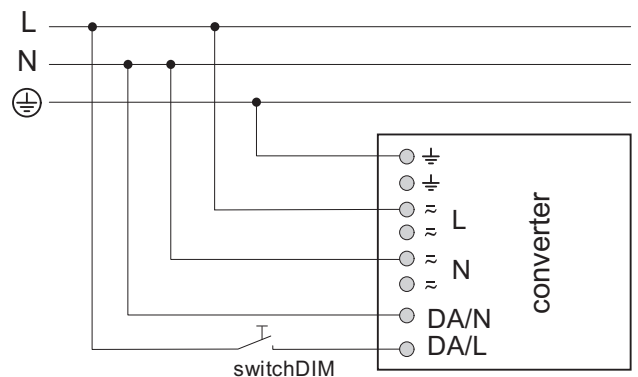 L
N
L
N
converter
DA/N
DA/L
switchDIM